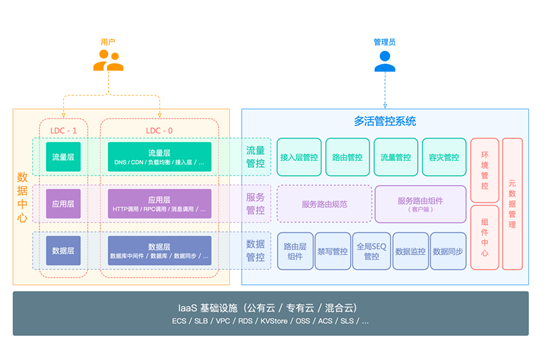 用户
管理员
数据中心
LDC - 1
LDC - 0
流量层
流量层
DNS / CDN / 负载均衡 / 接入层 / ...
应用层
应用层
HTTP调用 / RPC调用 / 消息调用 / ...
数据层
数据层
数据库中间件 / 数据库 / 数据同步 / ...
多活管控系统
流量管控
接入层管控
路由管控
流量管控
容灾管控
服务管控
服务路由规范
服务路由组件
( 客户端 )
数据管控
路由层组件
禁写管控
全局SEQ管控
数据监控
数据同步
环境管控
组件中心
元数据管理
IaaS 基础设施（公有云 / 专有云 / 混合云）
ECS / SLB / VPC / RDS / KVStore / OSS / ACS / SLS / ...